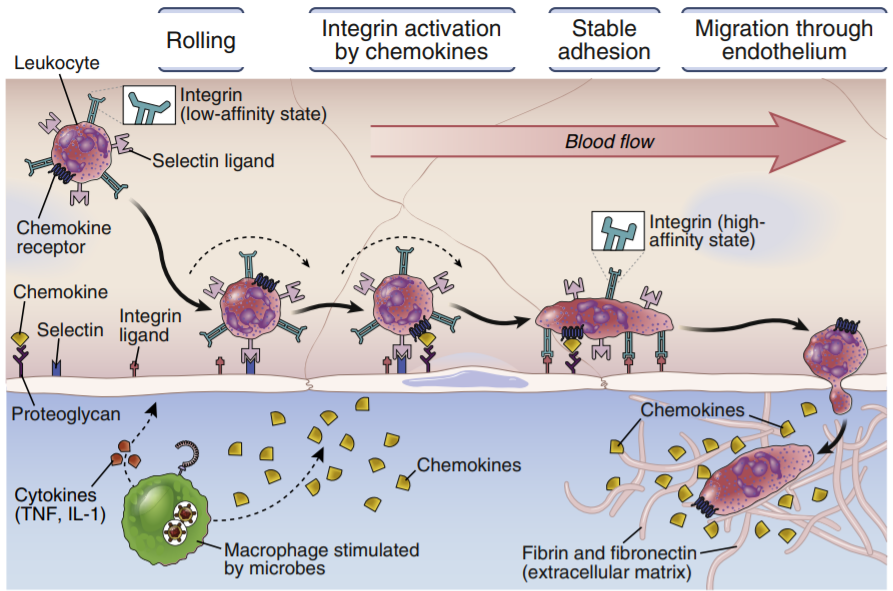 Rolling
Integrin activation
by chemokines
Stable
adhesion
Migration through
endothelium
Leukocyte
Integrin
(low-affinity state)
Selectin ligand
Blood flow
Chemokine
receptor
Integrin (high-
affinity state)
Chemokine
Selectin
Integrin
ligand
Proteoglycan
Chemokines
Chemokines
Cytokines
(TNF, IL-1)
Macrophage stimulated
by microbes
Fibrin and fibronectin
(extracellular matrix)